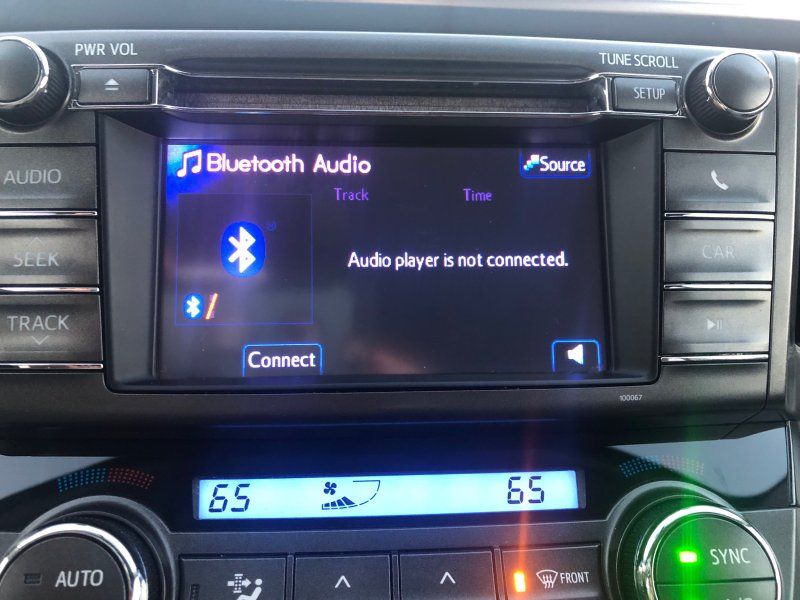 PWR VOL
TUNE SCROLL
SETUP
AUDIO
SEEK
TRACK
CAR
Bluetooth Audio
Source
Track Time
Audio player is not connected.
Connect
100067
65 65
AUTO
FRONT
SYNC